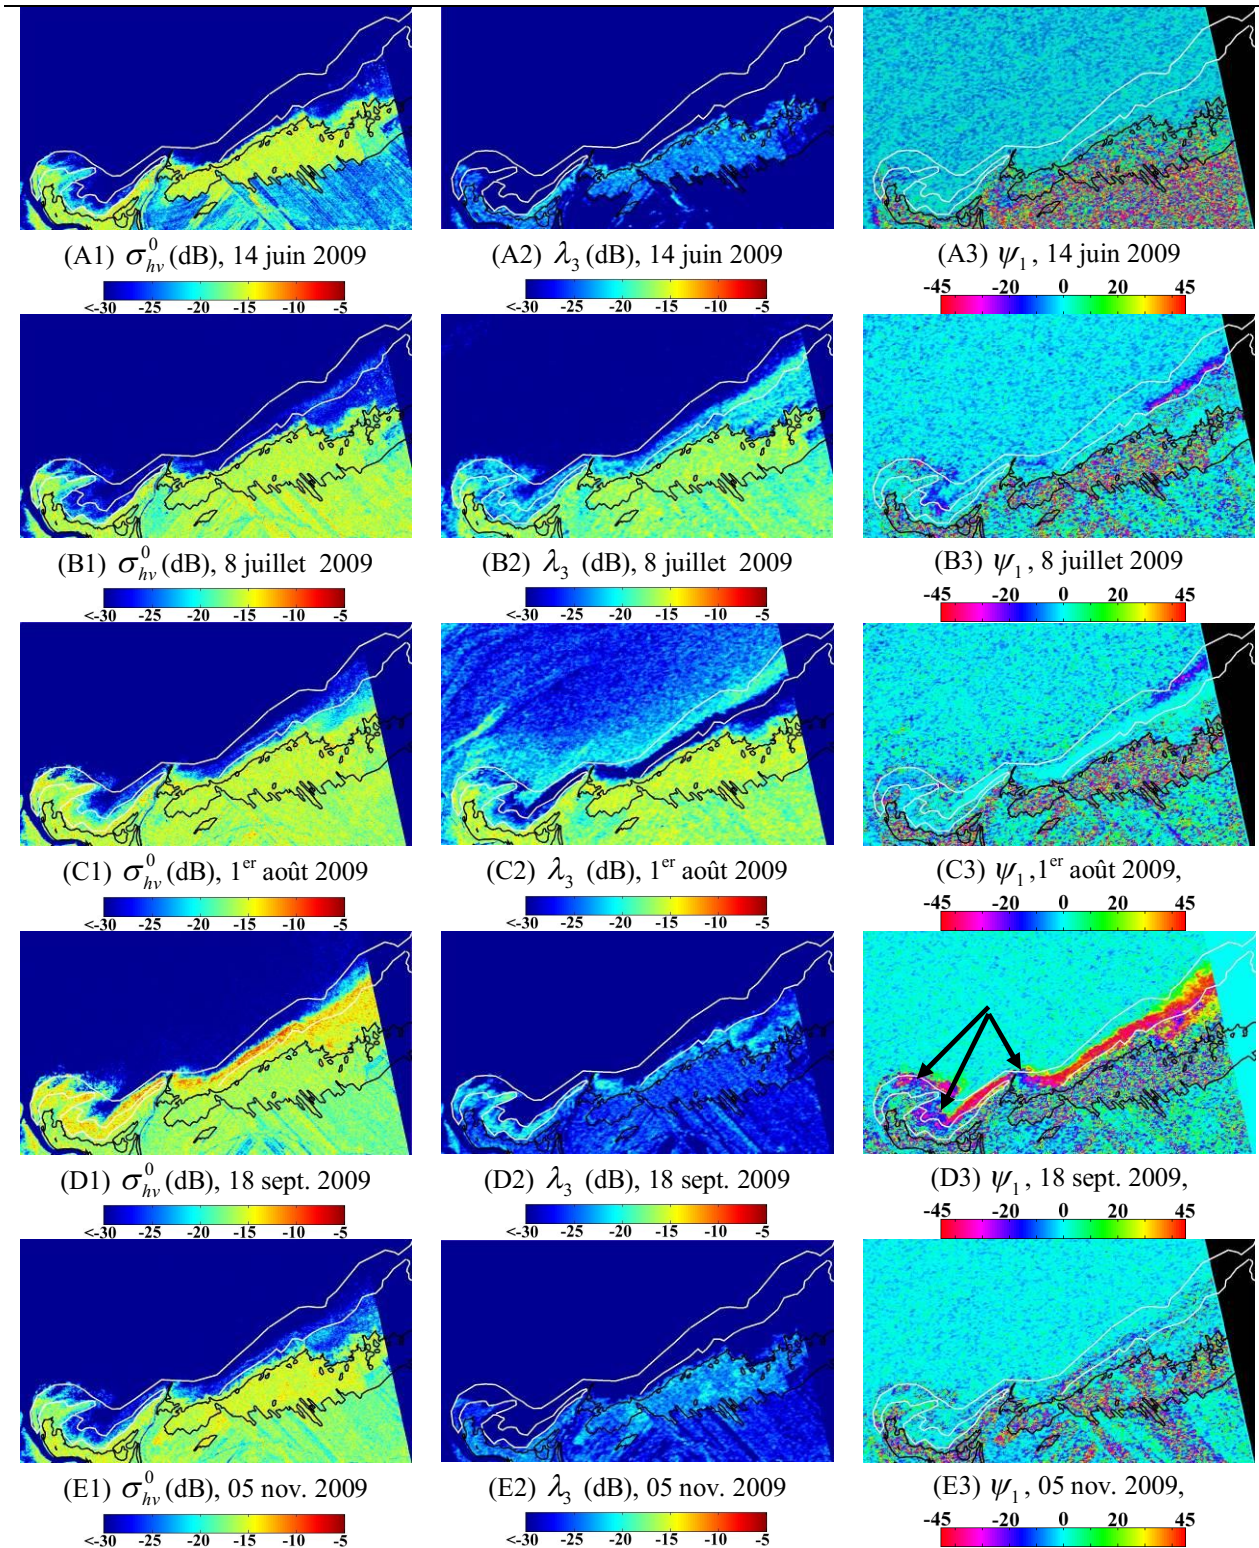 (A1) σ⁰hv (dB), 14 juin 2009 (A2) λ3 (dB), 14 juin 2009 (A3) ψ1 , 14 juin 2009
<-30 -25 -20 -15 -10 -5 <-30 -25 -20 -15 -10 -5 -45 -20 0 20 45
(B1) σ⁰hv (dB), 8 juillet 2009 (B2) λ3 (dB), 8 juillet 2009 (B3) ψ1 , 8 juillet 2009
<-30 -25 -20 -15 -10 -5 <-30 -25 -20 -15 -10 -5 -45 -20 0 20 45
(C1) σ⁰hv (dB), 1er août 2009 (C2) λ3 (dB), 1er août 2009 (C3) ψ1 ,1er août 2009,
<-30 -25 -20 -15 -10 -5 <-30 -25 -20 -15 -10 -5 -45 -20 0 20 45
(D1) σ⁰hv (dB), 18 sept. 2009 (D2) λ3 (dB), 18 sept. 2009 (D3) ψ1 , 18 sept. 2009,
<-30 -25 -20 -15 -10 -5 <-30 -25 -20 -15 -10 -5 -45 -20 0 20 45
(E1) σ⁰hv (dB), 05 nov. 2009 (E2) λ3 (dB), 05 nov. 2009 (E3) ψ1 , 05 nov. 2009,
<-30 -25 -20 -15 -10 -5 <-30 -25 -20 -15 -10 -5 -45 -20 0 20 45